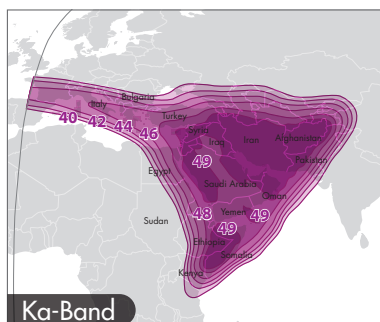 Bulgaria
Italy
40
42
44
46
Turkey
Syria
Iraq
Iran
Afghanistan
49
Pakistan
Egypt
Saudi Arabia
Oman
48
Yemen
49
Sudan
49
Ethiopia
Somalia
Kenya
Ka-Band